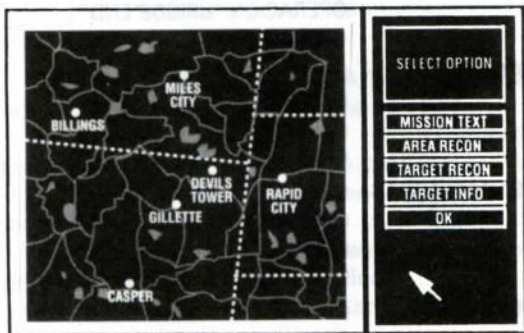 MILES
CITY
BILLINGS
DEVILS
TOWER
RAPID
CITY
GILLETTE
CASPER
SELECT OPTION
MISSION TEXT
AREA RECON
TARGET RECON
TARGET INFO
OK